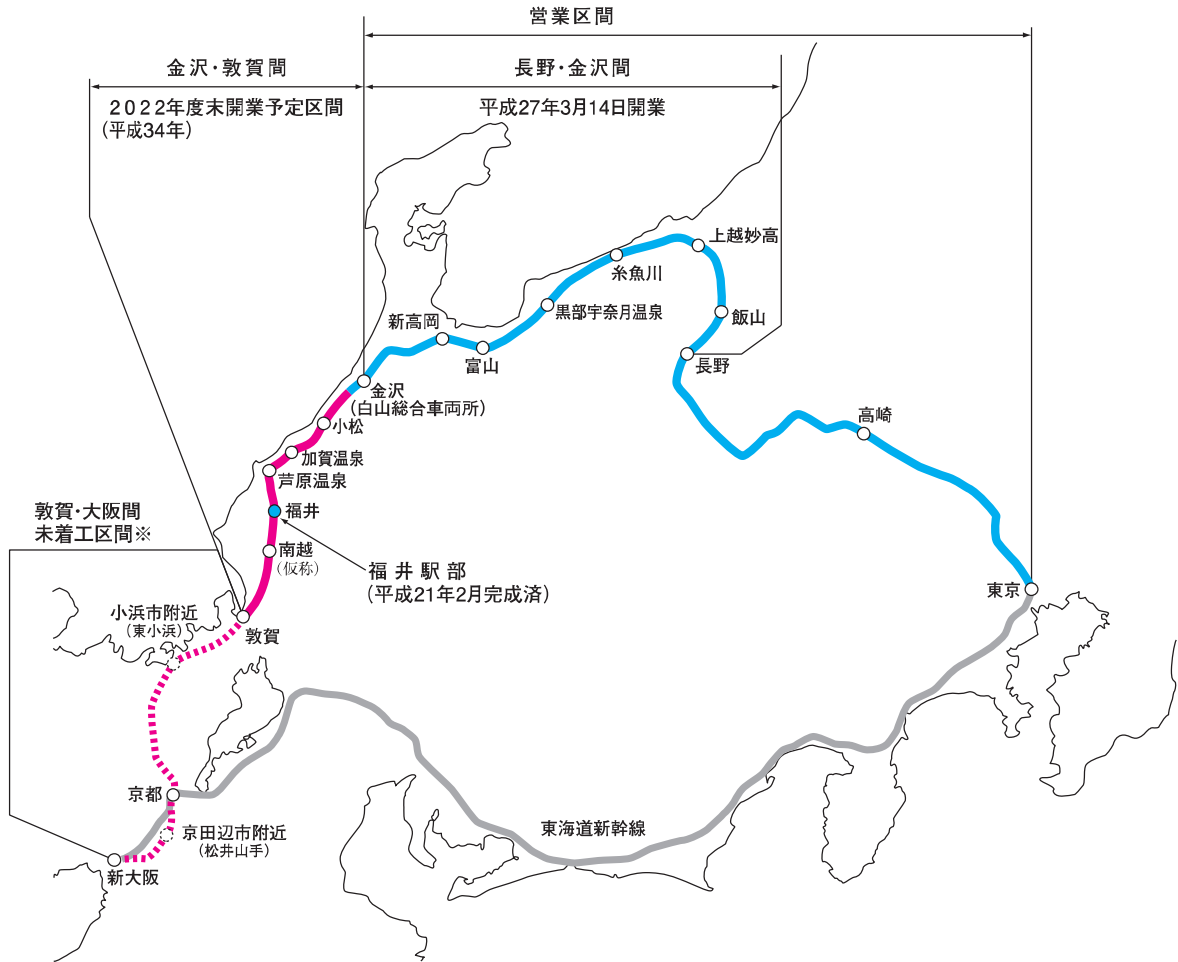 営業区間
金沢・敦賀間
長野・金沢間
2022年度末開業予定区間
(平成34年)
平成27年3月14日開業
上越妙高
糸魚川
黒部宇奈月温泉
飯山
新高岡
富山
長野
金沢
(白山総合車両所)
高崎
小松
加賀温泉
芦原温泉
福井
敦賀・大阪間
未着工区間※
南越
(仮称)
福井駅部
(平成21年2月完成済)
東京
小浜市附近
(東小浜)
敦賀
京都
京田辺市附近
(松井山手)
東海道新幹線
新大阪